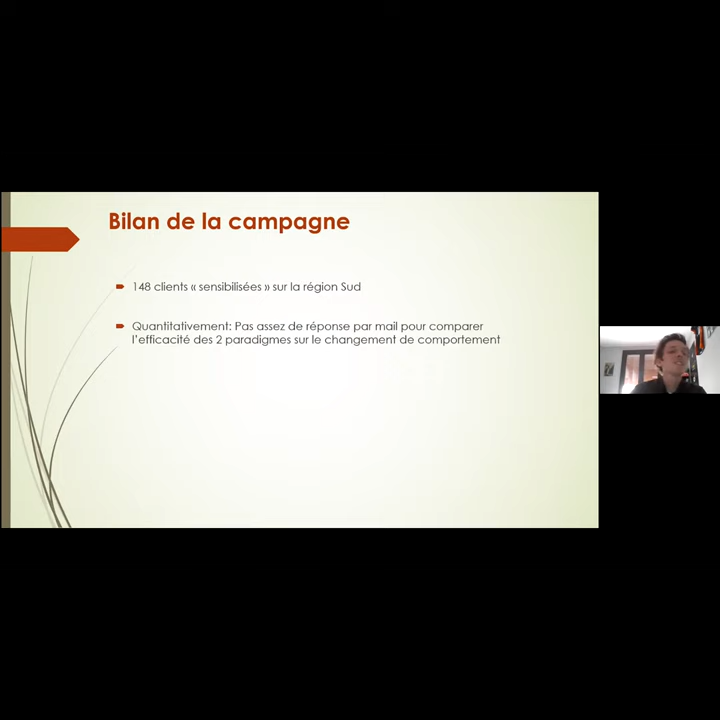 Bilan de la campagne
148 clients « sensibilisées » sur la région Sud
Quantitativement: Pas assez de réponse par mail pour comparer
l’efficacité des 2 paradigmes sur le changement de comportement